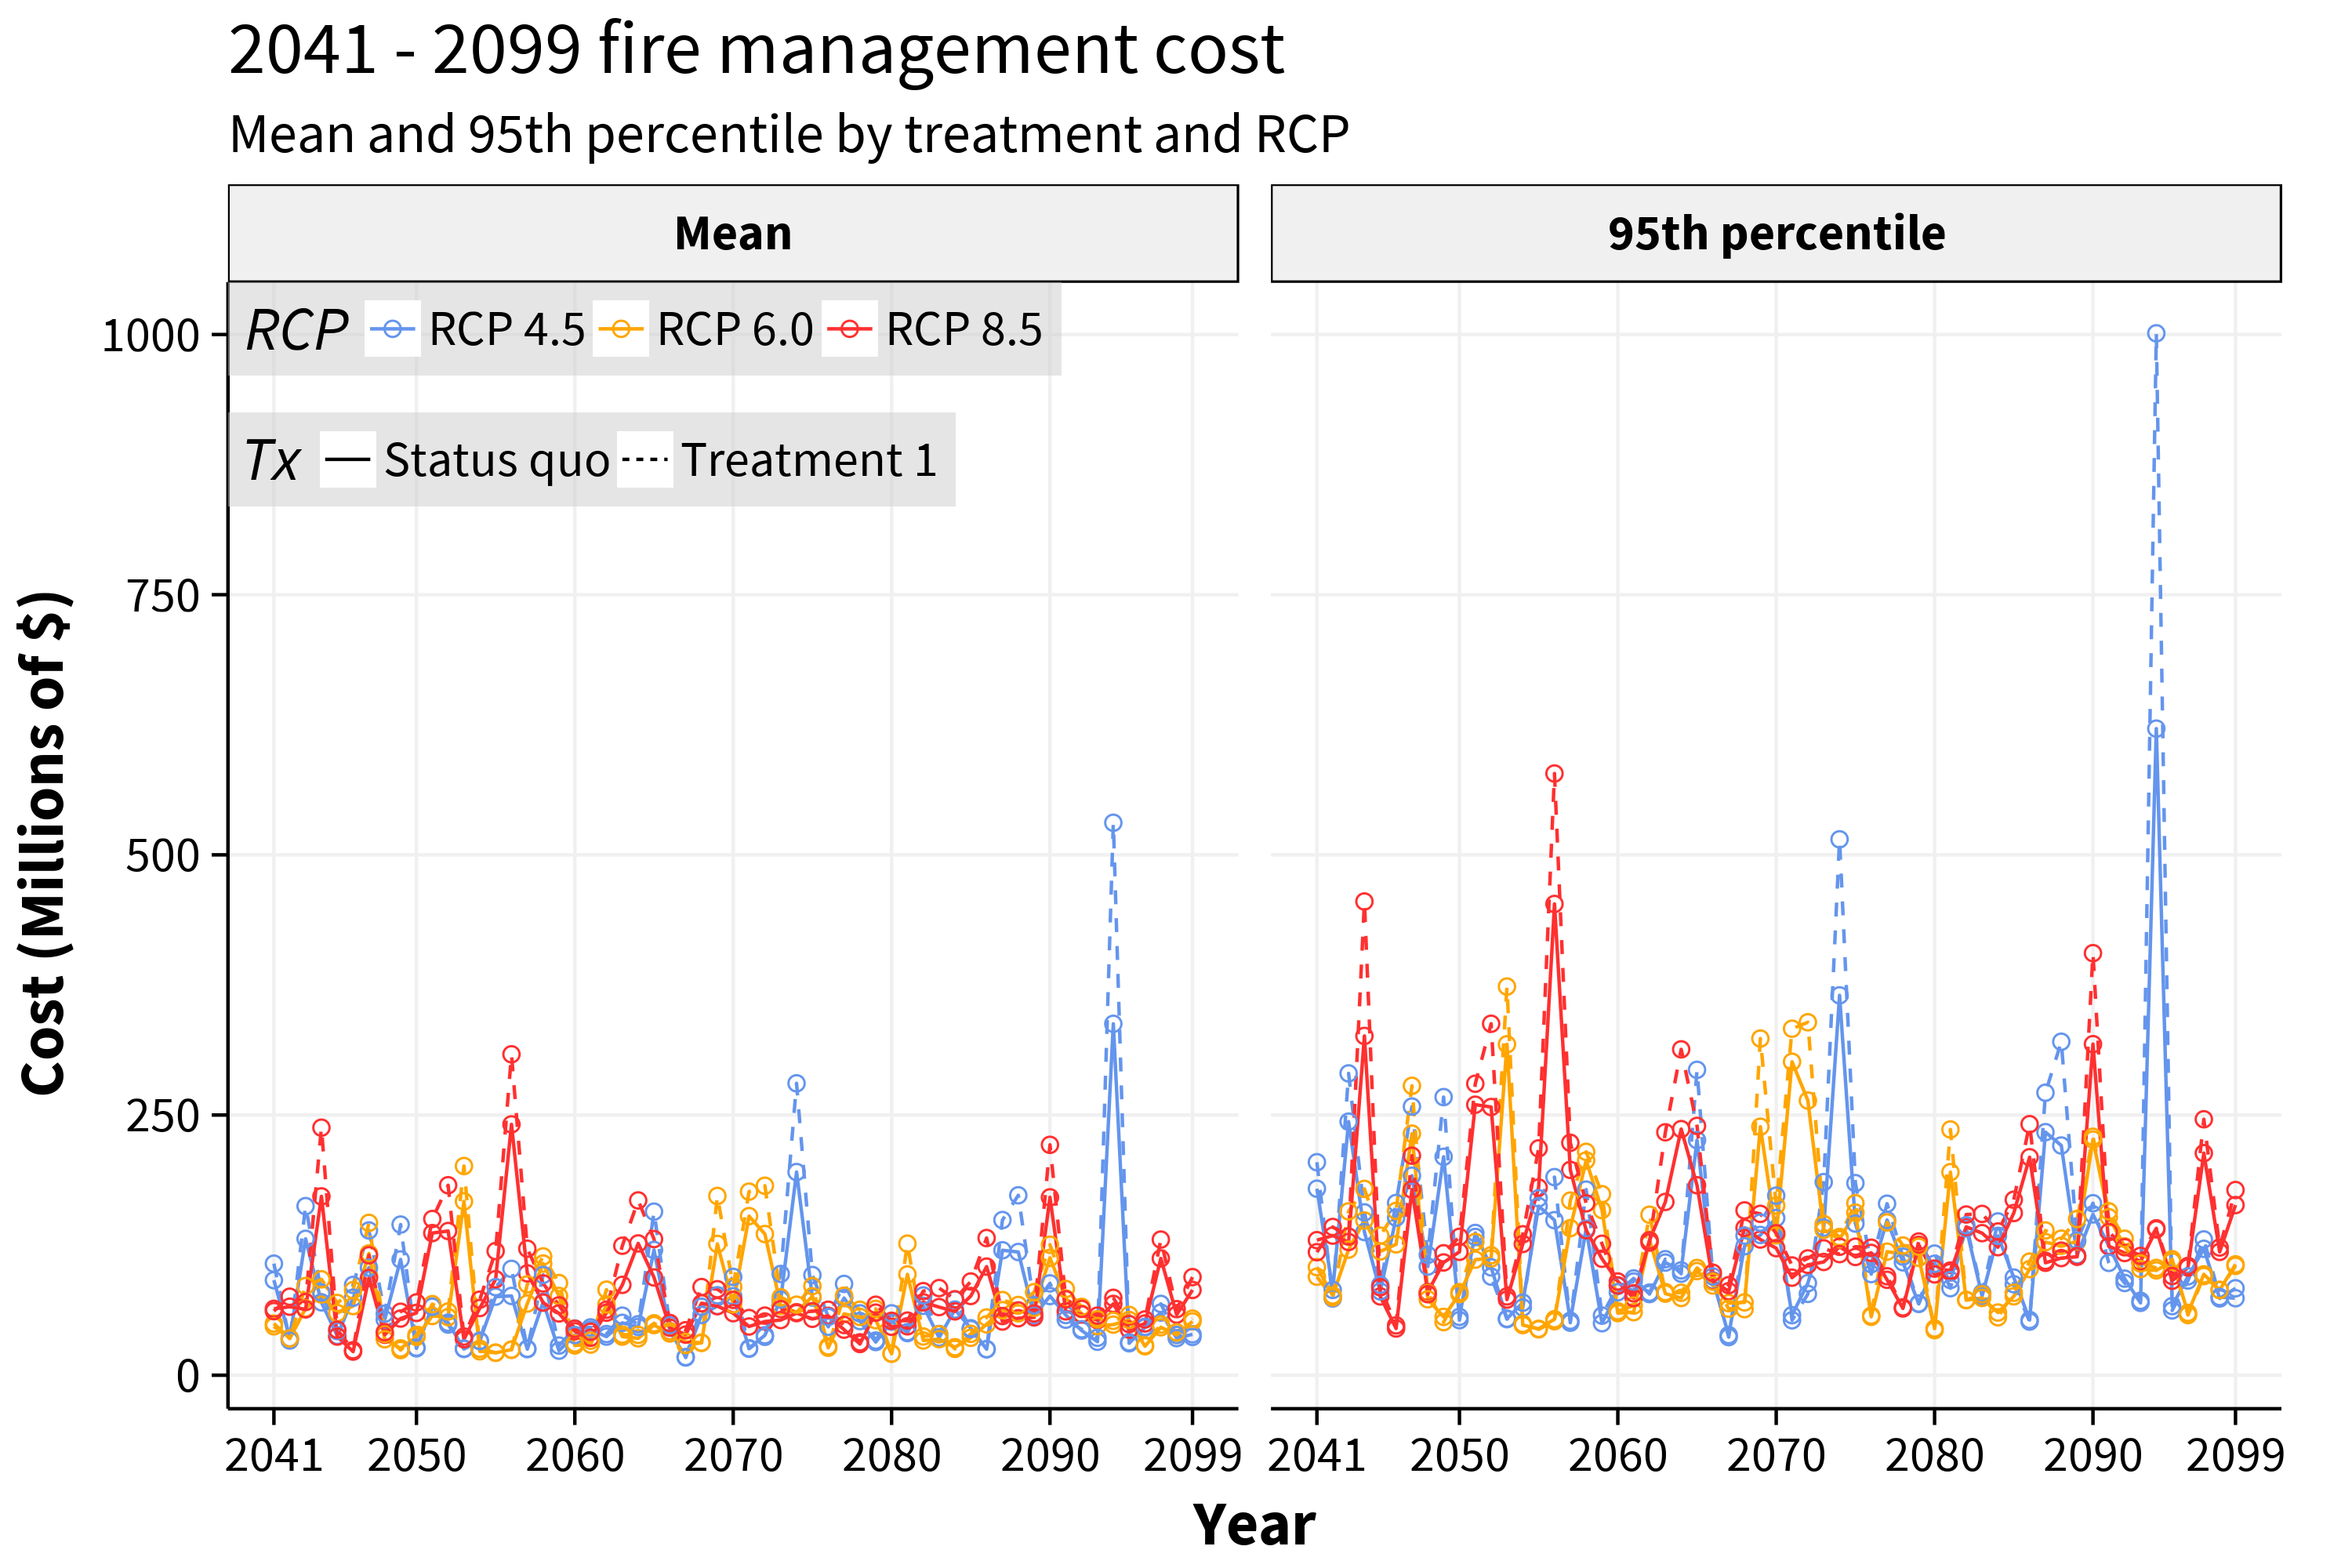 2041 - 2099 fire management cost
Mean and 95th percentile by treatment and RCP
Mean
95th percentile
RCP RCP 4.5 RCP 6.0 RCP 8.5
Tx Status quo Treatment 1
Cost (Millions of $)
1000
750
500
250
0
2041 2050 2060 2070 2080 2090 2099
2041 2050 2060 2070 2080 2090 2099
Year